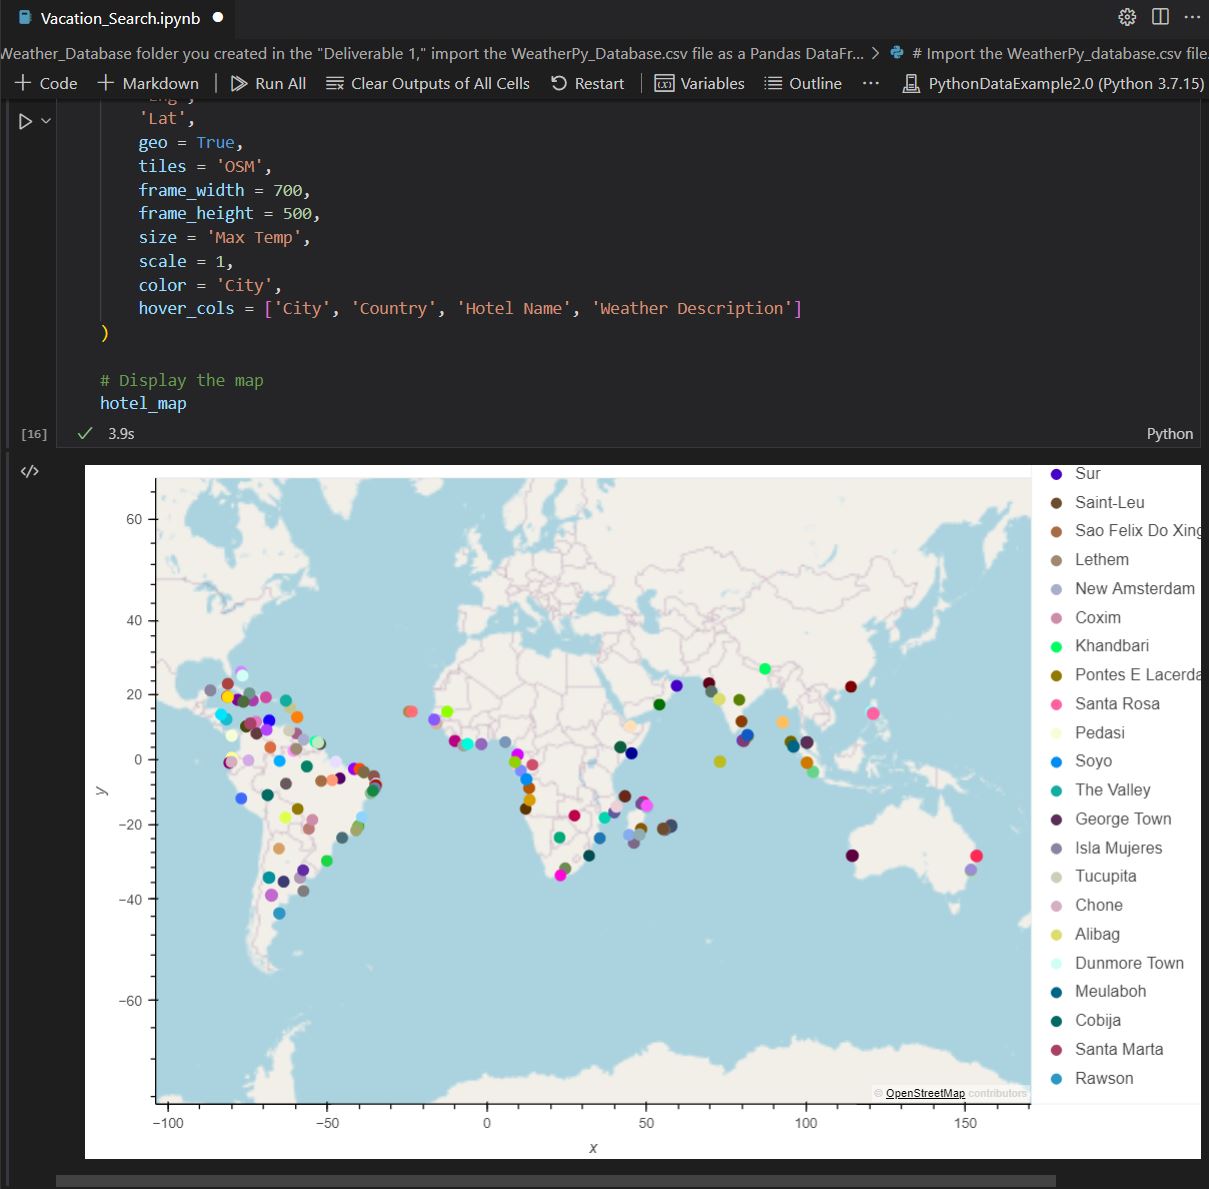 Vacation_Search.ipynb
Weather_Database folder you created in the "Deliverable 1," import the WeatherPy_Database.csv file as a Pandas DataFr... > # Import the WeatherPy_database.csv file
+ Code + Markdown Run All Clear Outputs of All Cells Restart Variables Outline ... PythonDataExample2.0 (Python 3.7.15)
'Lat',
geo = True,
tiles = 'OSM',
frame_width = 700,
frame_height = 500,
size = 'Max Temp',
scale = 1,
color = 'City',
hover_cols = ['City', 'Country', 'Hotel Name', 'Weather Description']
)
# Display the map
hotel_map
[16] 3.9s Python
Sur
Saint-Leu
Sao Felix Do Xing
Lethem
New Amsterdam
Coxim
Khandbari
Pontes E Lacerda
Santa Rosa
Pedasi
Soyo
The Valley
George Town
Isla Mujeres
Tucupita
Chone
Alibag
Dunmore Town
Meulaboh
Cobija
Santa Marta
Rawson
60
40
20
0
−20
−40
−60
y
© OpenStreetMap contributors
−100 −50 0 50 100 150
x